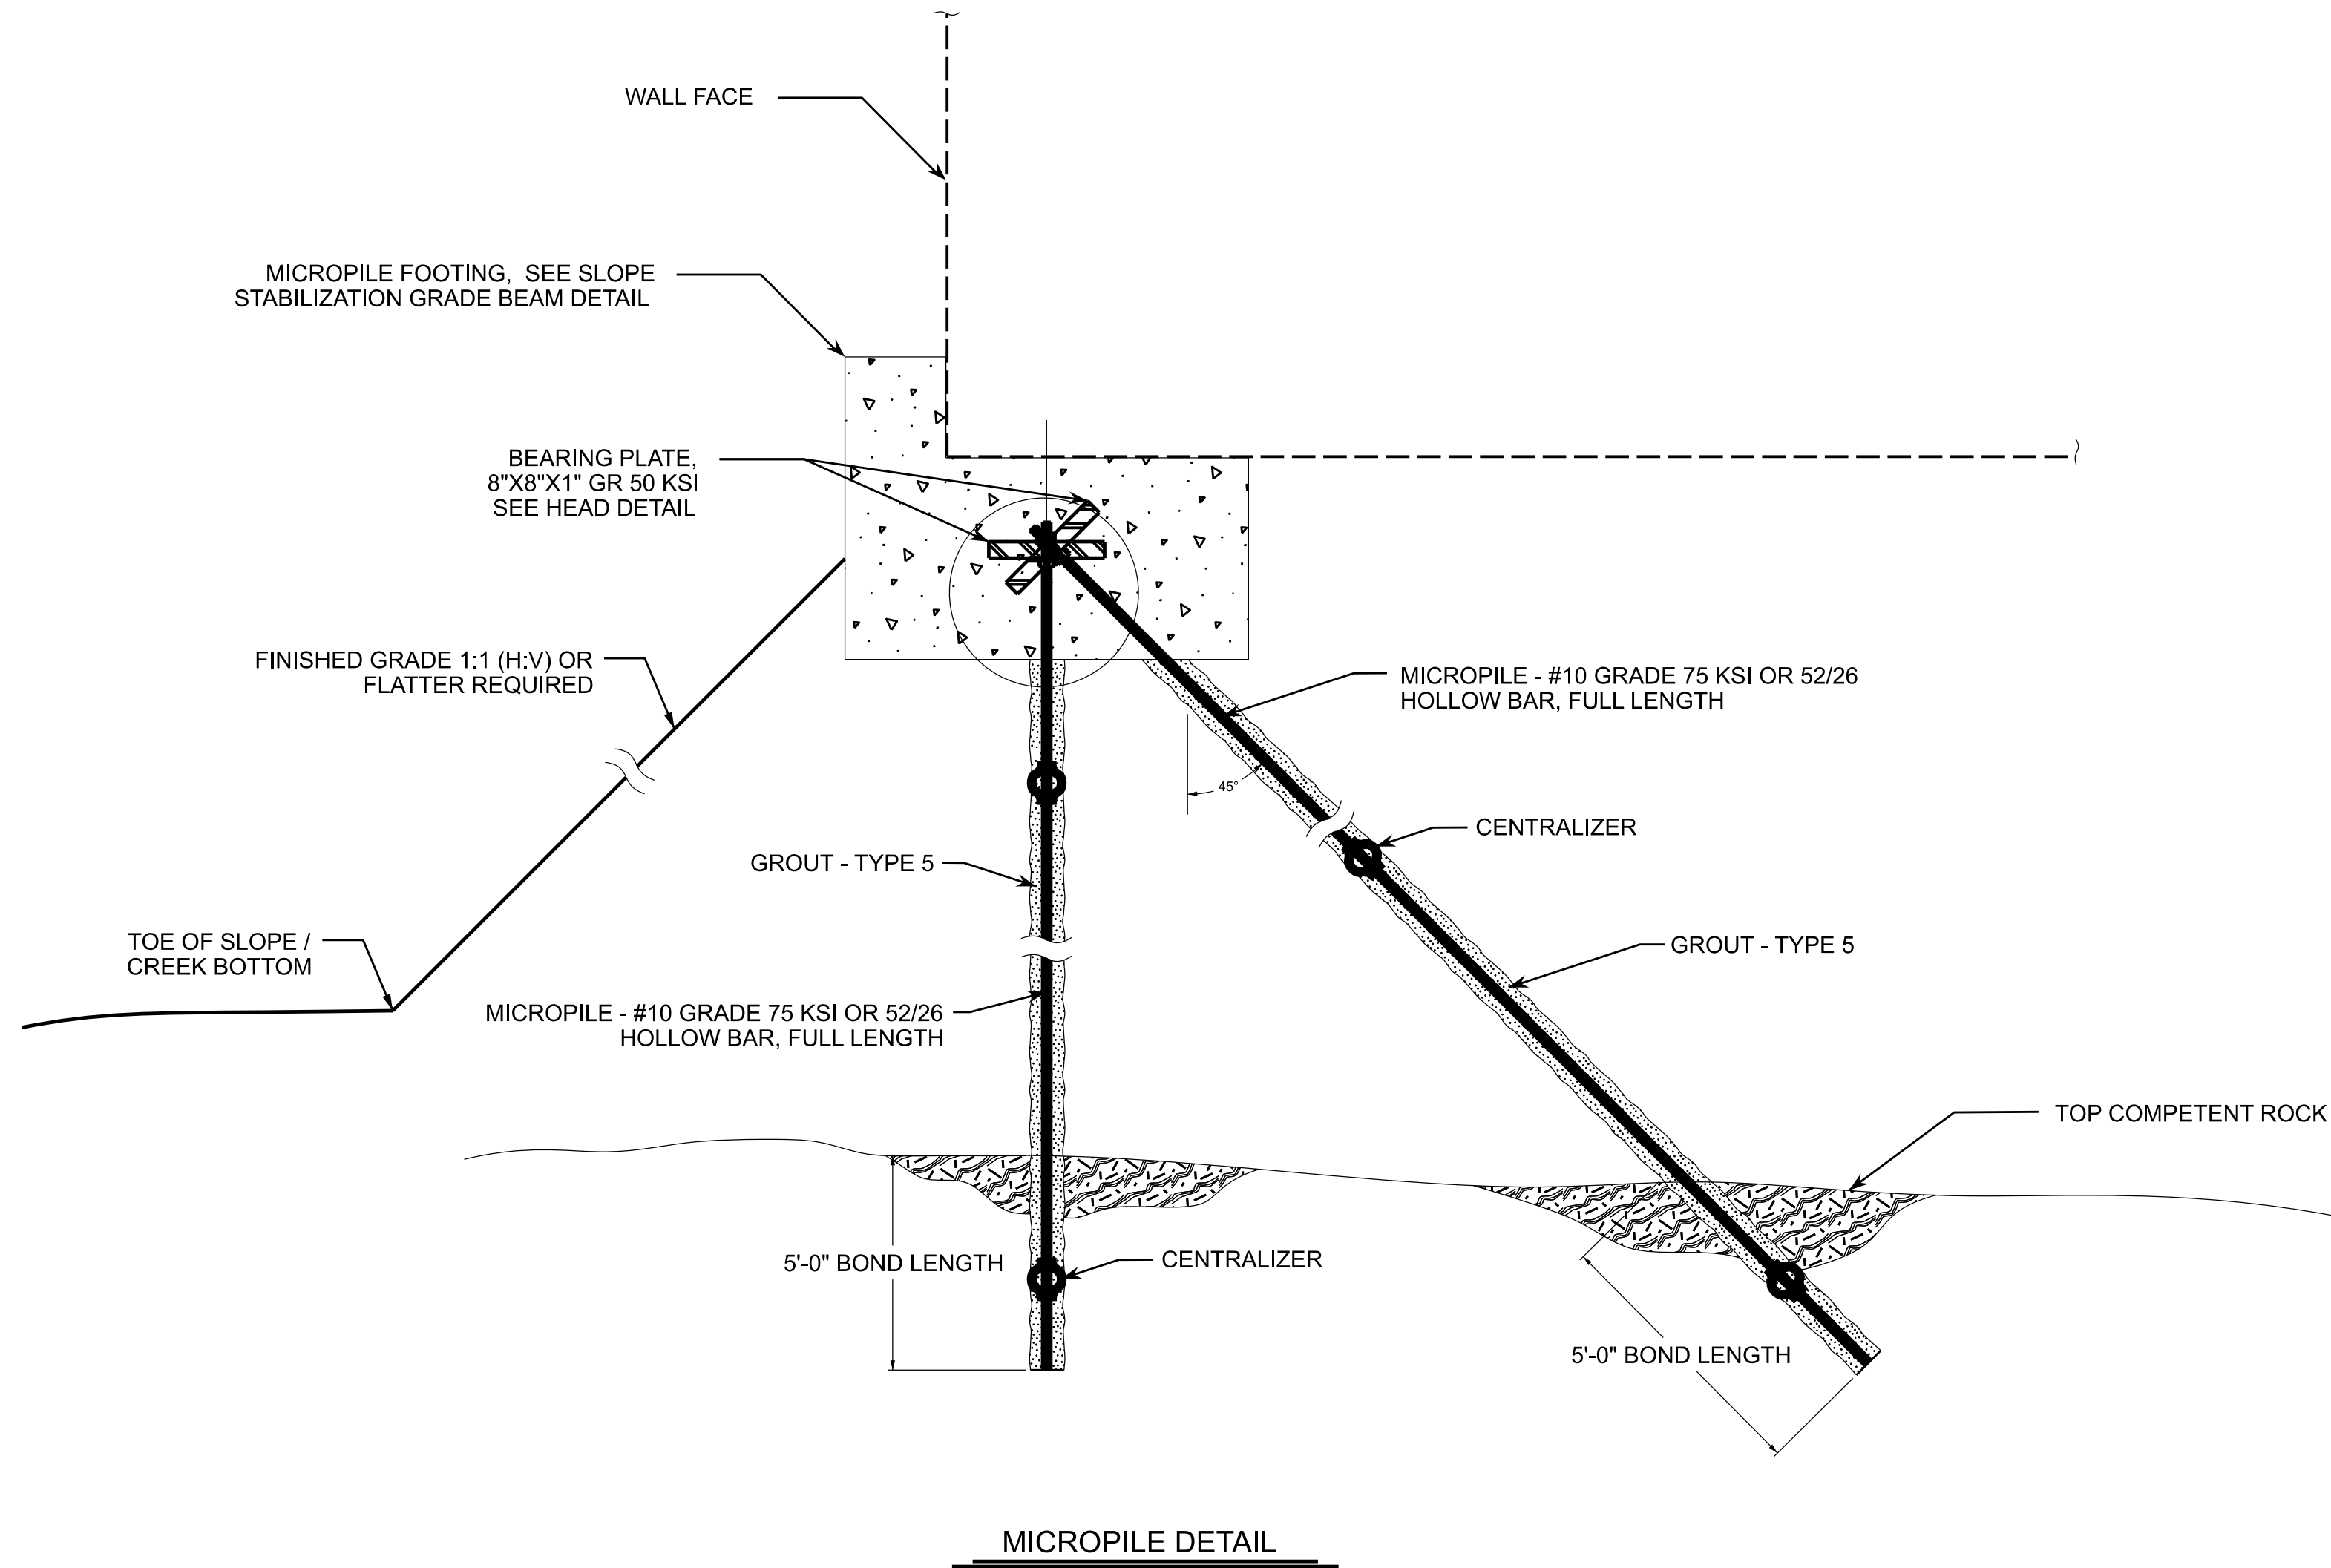 WALL FACE
MICROPILE FOOTING, SEE SLOPE
STABILIZATION GRADE BEAM DETAIL
BEARING PLATE,
8"X8"X1" GR 50 KSI
SEE HEAD DETAIL
FINISHED GRADE 1:1 (H:V) OR
FLATTER REQUIRED
MICROPILE - #10 GRADE 75 KSI OR 52/26
HOLLOW BAR, FULL LENGTH
45°
CENTRALIZER
GROUT - TYPE 5
TOE OF SLOPE /
CREEK BOTTOM
GROUT - TYPE 5
MICROPILE - #10 GRADE 75 KSI OR 52/26
HOLLOW BAR, FULL LENGTH
TOP COMPETENT ROCK
5'-0" BOND LENGTH
CENTRALIZER
5'-0" BOND LENGTH
MICROPILE DETAIL